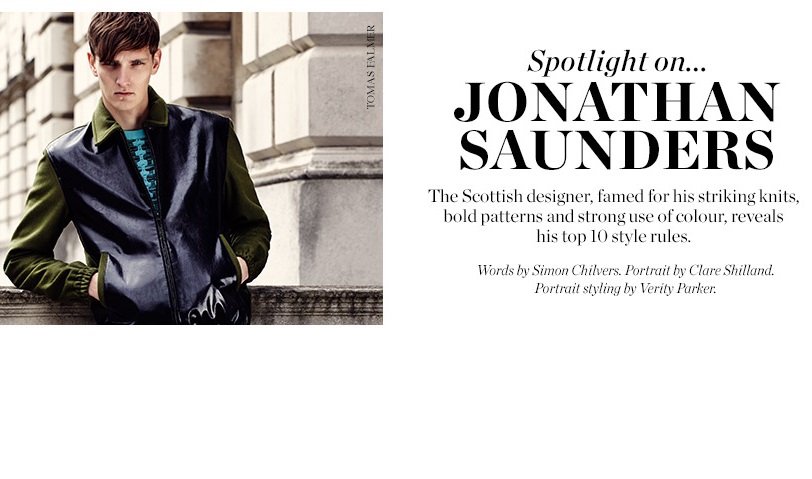 TOMAS FALMER
Spotlight on...
JONATHAN
SAUNDERS
The Scottish designer, famed for his striking knits,
bold patterns and strong use of colour, reveals
his top 10 style rules.
Words by Simon Chilvers. Portrait by Clare Shilland.
Portrait styling by Verity Parker.